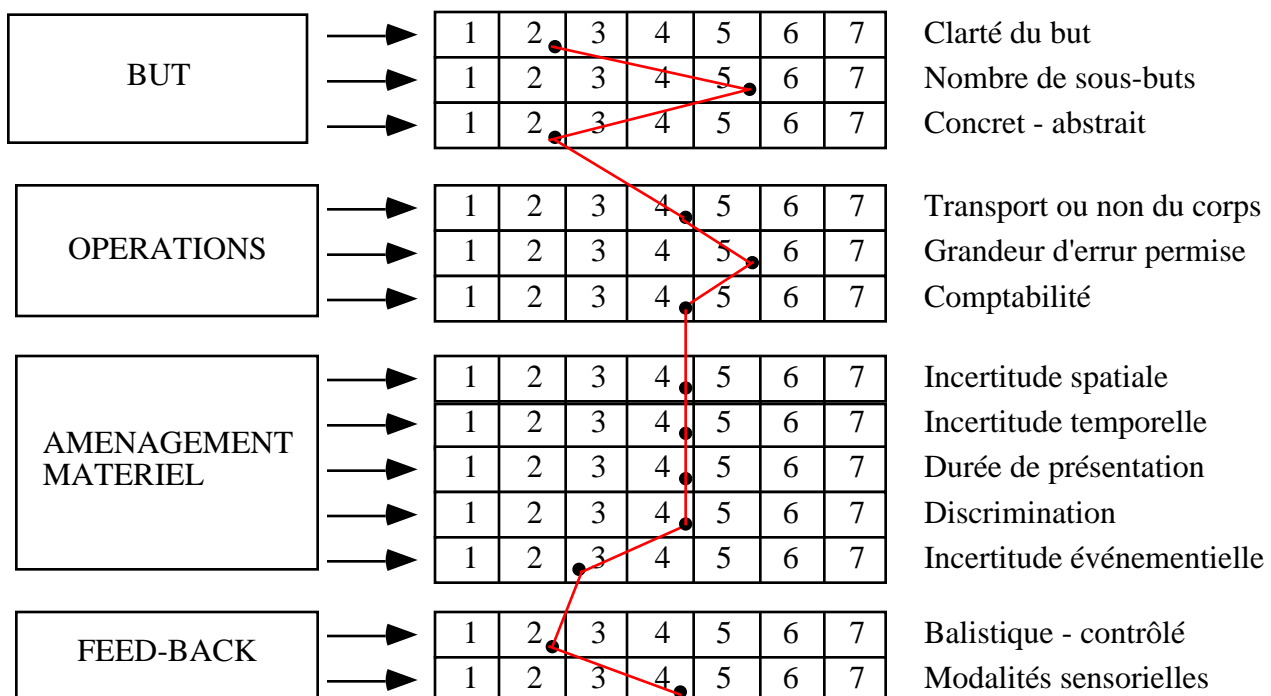 1 2 3 4 5 6 7 Clarté du but
BUT 1 2 3 4 5 6 7 Nombre de sous-buts
1 2 3 4 5 6 7 Concret - abstrait
1 2 3 4 5 6 7 Transport ou non du corps
OPERATIONS 1 2 3 4 5 6 7 Grandeur d'errur permise
1 2 3 4 5 6 7 Comptabilité
1 2 3 4 5 6 7 Incertitude spatiale
1 2 3 4 5 6 7 Incertitude temporelle
AMENAGEMENT
MATERIEL 1 2 3 4 5 6 7 Durée de présentation
1 2 3 4 5 6 7 Discrimination
1 2 3 4 5 6 7 Incertitude événementielle
FEED-BACK 1 2 3 4 5 6 7 Balistique - contrôlé
1 2 3 4 5 6 7 Modalités sensorielles